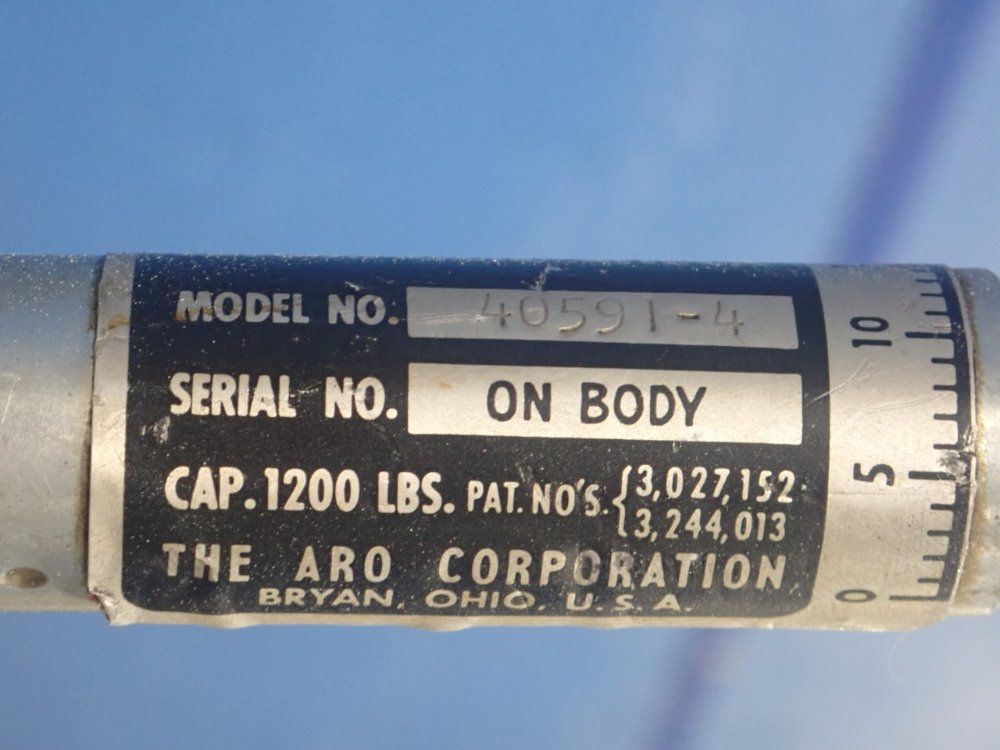 MODEL NO. 40591-4
SERIAL NO. ON BODY
CAP. 1200 LBS. PAT. NO'S. {3,027,152
3,244,013
THE ARO CORPORATION
BRYAN, OHIO, U.S.A.
10
5
0